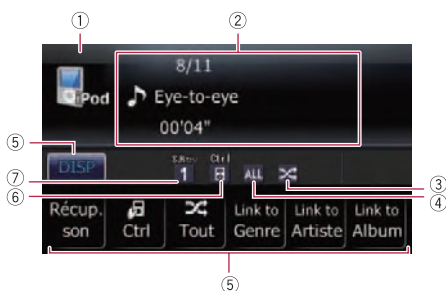 ①
②
8/11
iPod
Eye-to-eye
00'04"
⑤
DISP
Ctrl
1
ALL
③
⑦
⑥
④
Récup. son
Ctrl
Tout
Link to Genre
Link to Artiste
Link to Album
⑤